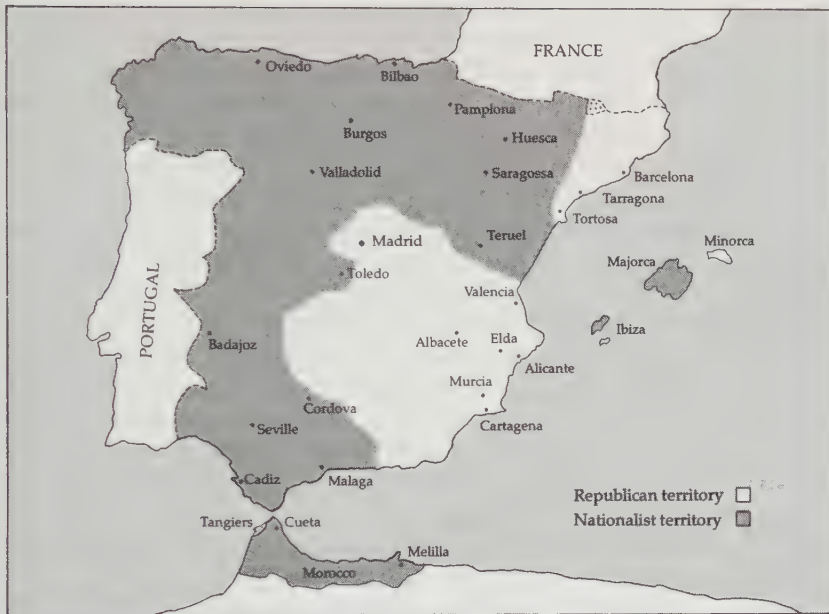 FRANCE
Oviedo
Bilbao
Pamplona
Burgos
Huesca
Valladolid
Saragossa
Barcelona
Tarragona
Tortosa
Madrid
Teruel
Minorca
Majorca
Toledo
PORTUGAL
Valencia
Ibiza
Badajoz
Albacete
Elda
Alicante
Murcia
Cordova
Cartagena
Seville
Cadiz
Malaga
Republican territory
Nationalist territory
Tangiers
Cueta
Melilla
Morocco